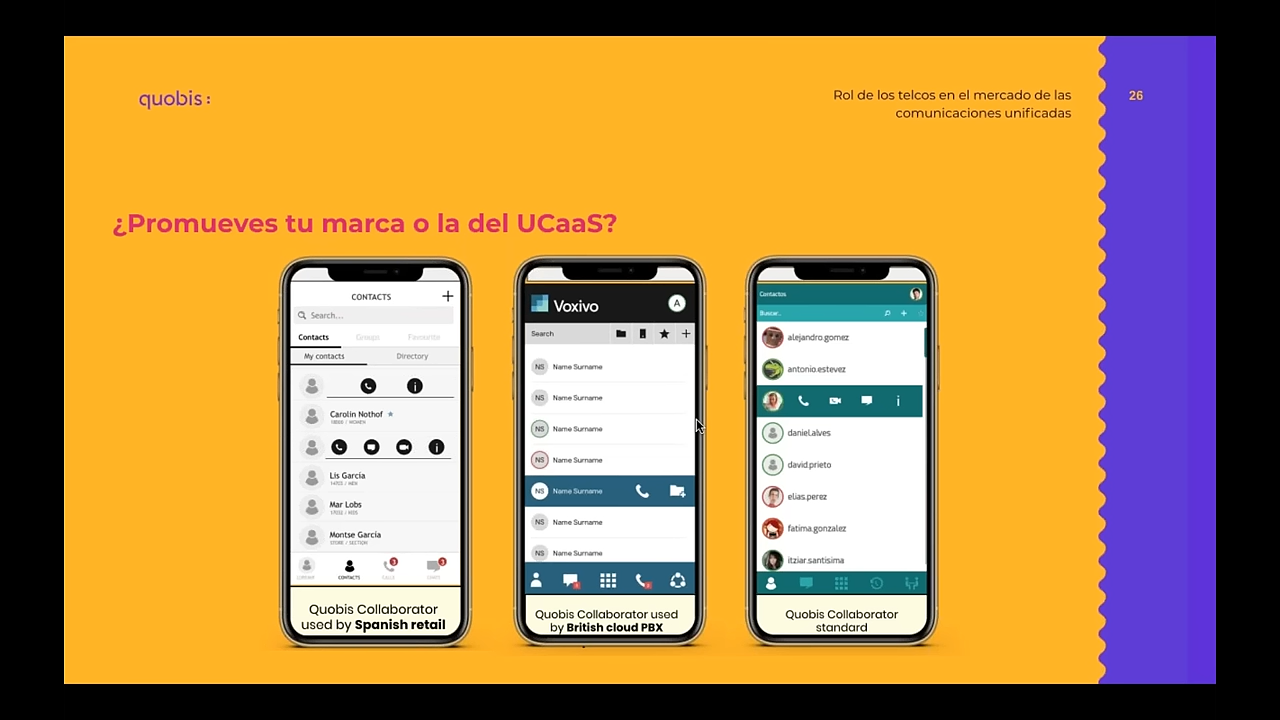 quobis:
Rol de los telcos en el mercado de las
comunicaciones unificadas
26
¿Promueves tu marca o la del UCaaS?
CONTACTS
Search...
Contacts Groups Favourite
My contacts Directory
Carolin Nothof
Lis García
Mar Lobs
Montse García
CONTACTS
3
3
Quobis Collaborator
used by Spanish retail
Voxivo
A
Search
NS Name Surname
NS Name Surname
NS Name Surname
NS Name Surname
NS Name Surname
NS Name Surname
NS Name Surname
Quobis Collaborator used
by British cloud PBX
Contactos
Buscar..
alejandro.gomez
antonio.estevez
daniel.alves
david.prieto
elias.perez
fatima.gonzalez
itziar.santisima
Quobis Collaborator
standard